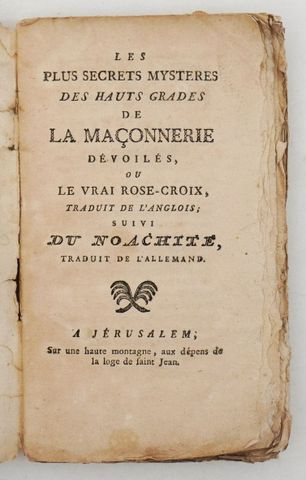 LES
PLUS SECRETS MYSTERES
DES HAUTS GRADES
DE
LA MAÇONNERIE
DÉVOILÉS,
OU
LE VRAI ROSE-CROIX,
TRADUIT DE L'ANGLOIS;
SUIVI
DU NOACHITE,
TRADUIT DE L'ALLEMAND.
A JÉRUSALEM;
Sur une haute montagne, aux dépens de
la loge de saint Jean.